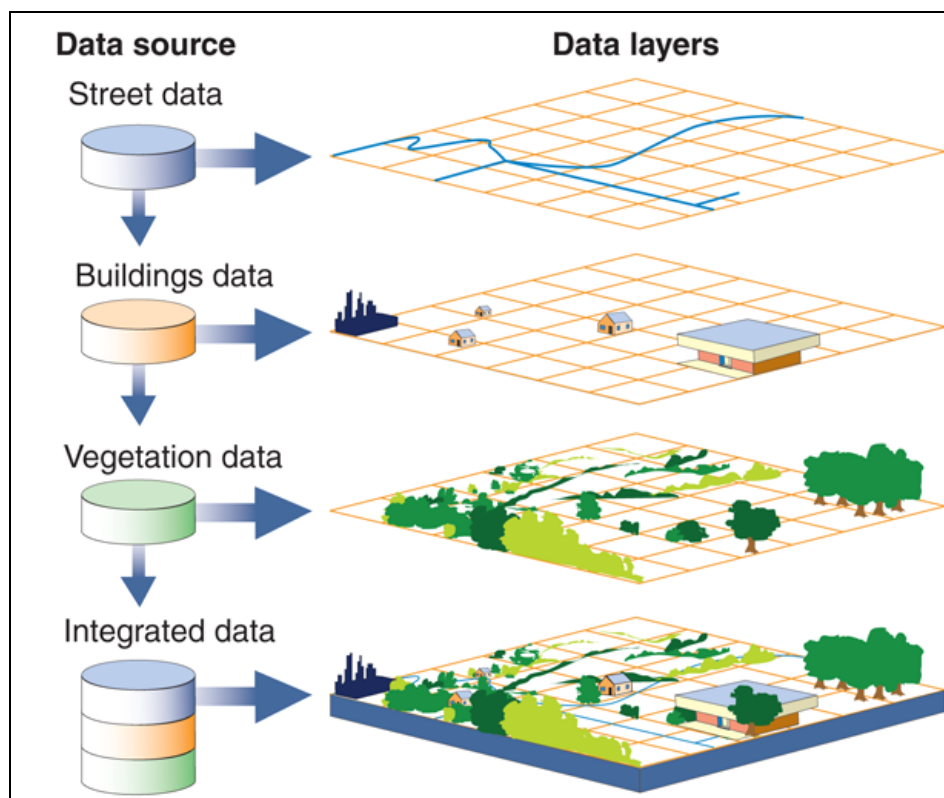 Data source
Data layers
Street data
Buildings data
Vegetation data
Integrated data